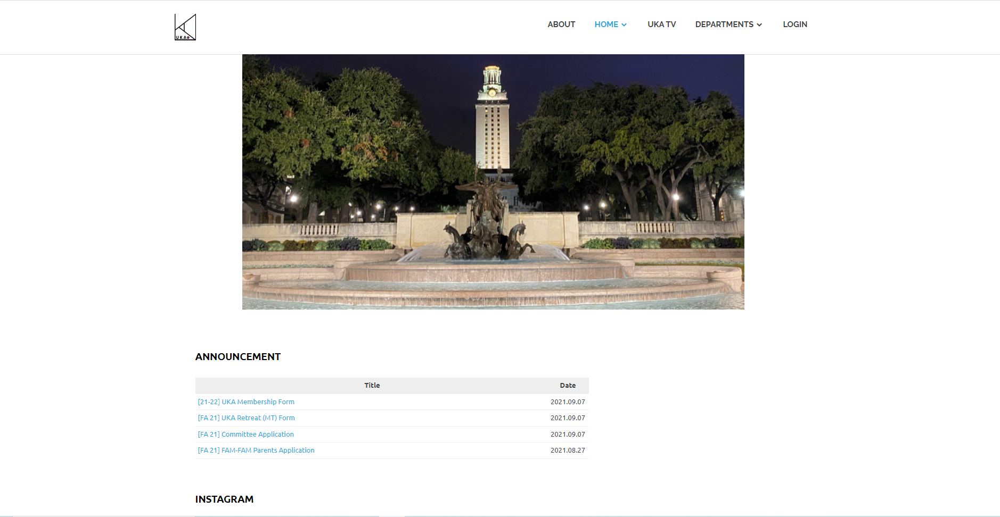 UKA
ABOUT
HOME
UKA TV
DEPARTMENTS
LOGIN
ANNOUNCEMENT
Title Date
[21-22] UKA Membership Form 2021.09.07
[FA 21] UKA Retreat (MT) Form 2021.09.07
[FA 21] Committee Application 2021.09.07
[FA 21] FAM-FAM Parents Application 2021.08.27
INSTAGRAM